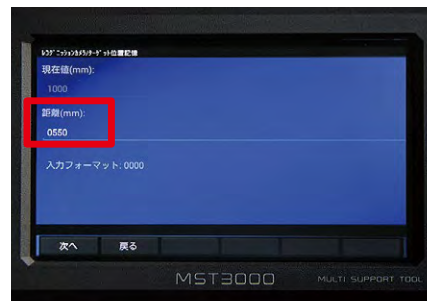 ﾚｺｸﾞﾆｯｼｮﾝｶﾒﾗ/ﾀｰｹﾞｯﾄ位置記憶
現在値(mm):
1000
距離(mm):
0550
入力フォーマット: 0000
次へ 戻る
MST3000 MULTI SUPPORT TOOL